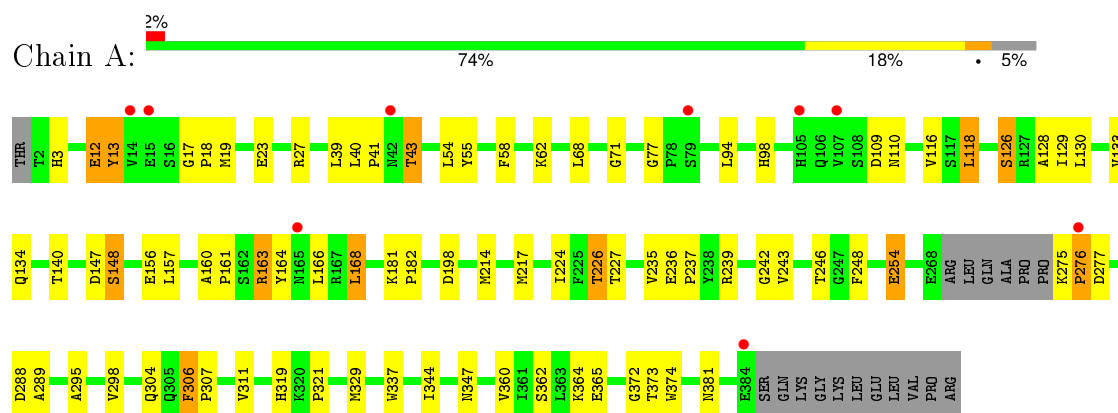 2%
Chain A:
74% 18% • 5%
THR T2 H3 E12 Y13 V14 E15 S16 G17 P18 M19 E23 R27 L39 L40 P41 N42 T43 L54 Y55 F58 K62 L68 G71 G77 P78 S79 L94 H98 H105 Q106 V107 S108 D109 N110 V116 S117 L118 S126 R127 A128 I129 L130
Q134 T140 D147 S148 E156 L157 A160 P161 S162 R163 Y164 N165 L166 R167 L168 K181 P182 D198 M214 M217 I224 F225 T226 T227 V235 E236 P237 Y238 R239 G242 V243 T246 G247 F248 E254 E268 ARG LEU GLN ALA PRO PRO K275 P276 D277
D288 A289 A295 V298 Q304 Q305 F306 P307 V311 H319 K320 P321 M329 W337 I344 N347 V360 I361 S362 L363 K364 E365 G372 T373 W374 N381 E384 SER GLN LYS GLY LYS LEU GLU LEU VAL PRO ARG